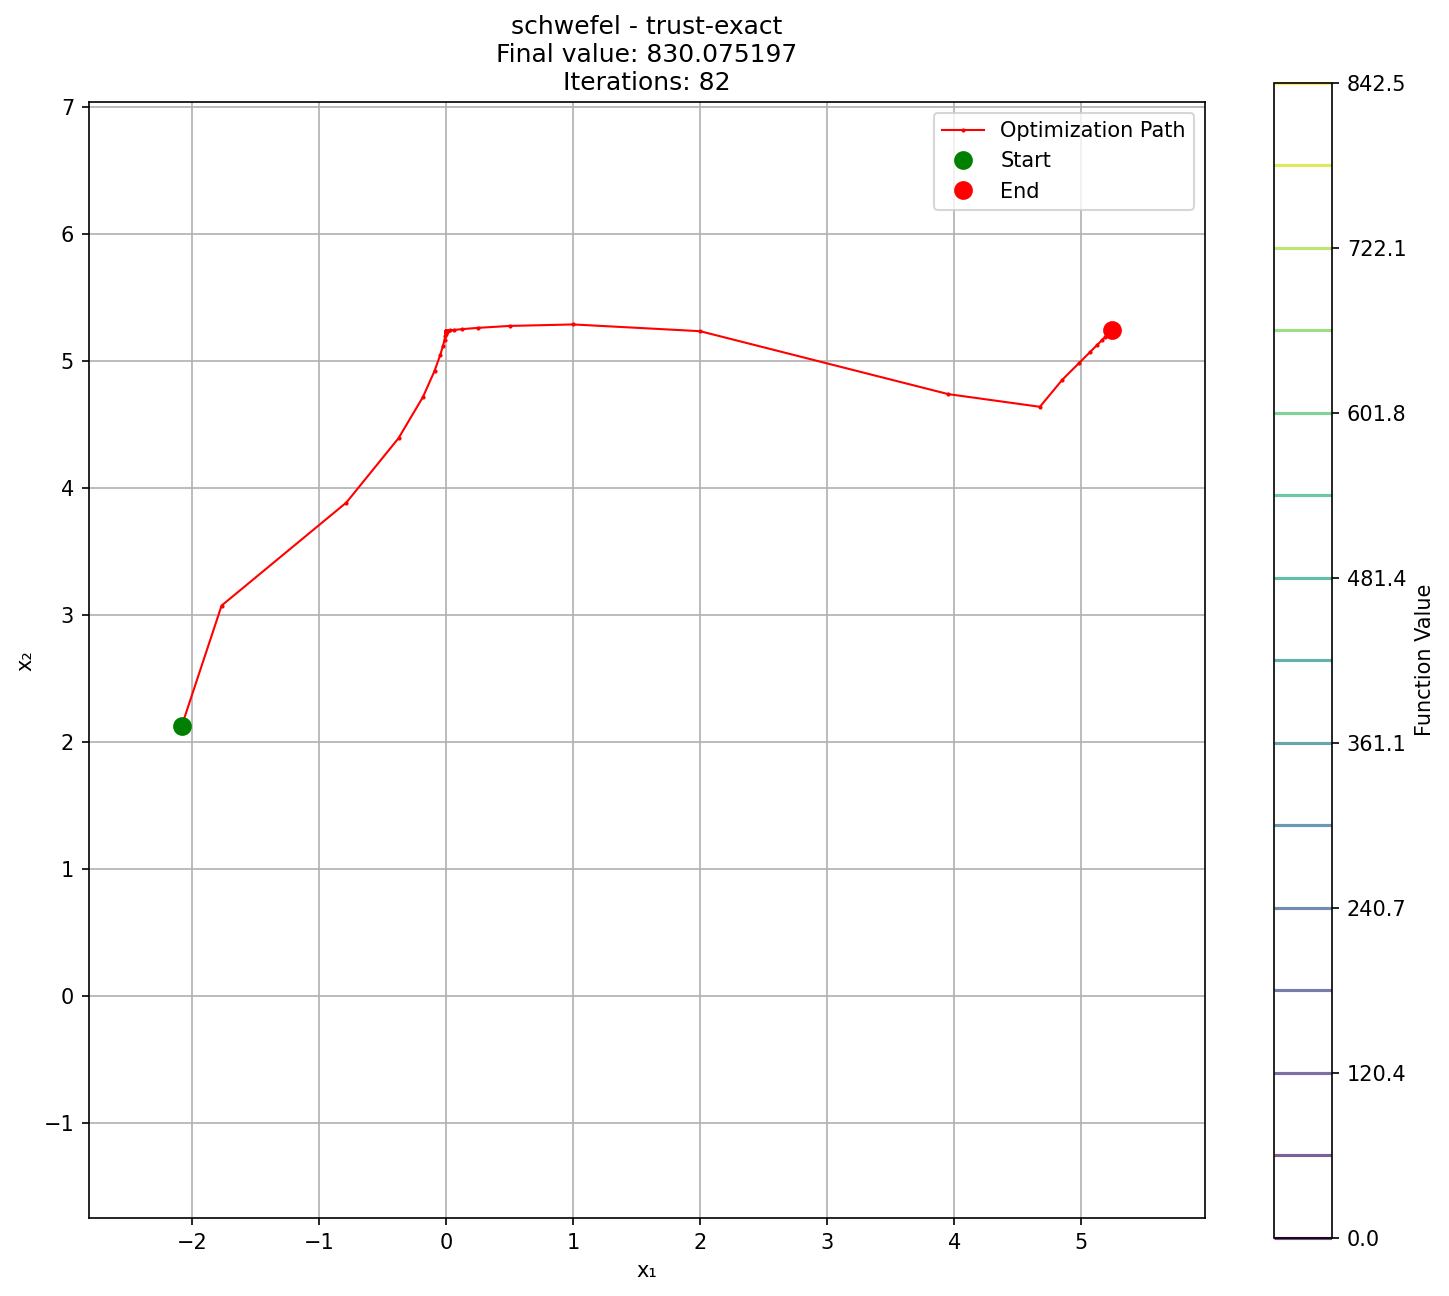 schwefel - trust-exact
Final value: 830.075197
Iterations: 82
Optimization Path
Start
End
7
6
5
4
3
2
1
0
−1
x₂
−2
−1
0
1
2
3
4
5
x₁
842.5
722.1
601.8
481.4
361.1
240.7
120.4
0.0
Function Value